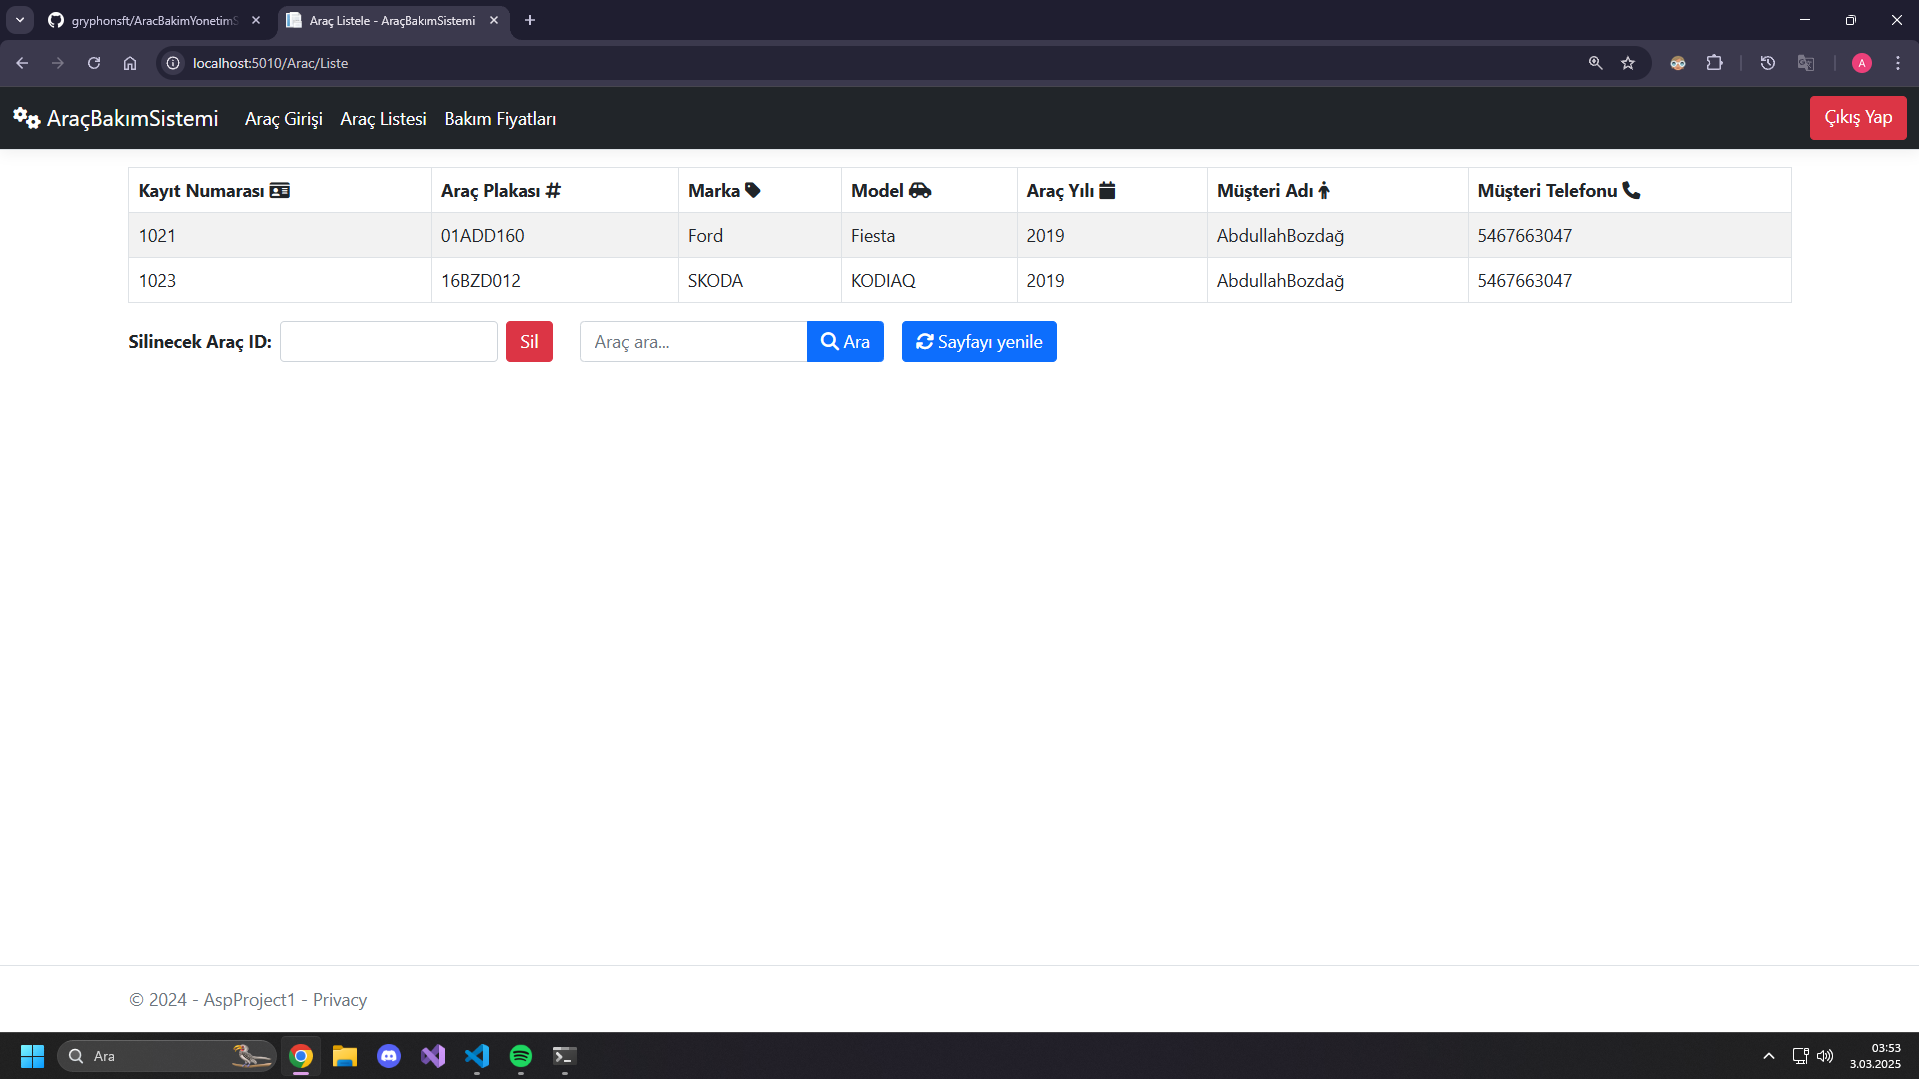 gryphonsft/AracBakimYonetimS
Araç Listele - AraçBakımSistemi
localhost:5010/Arac/Liste
A
AraçBakımSistemi Araç Girişi Araç Listesi Bakım Fiyatları Çıkış Yap
Kayıt Numarası Araç Plakası Marka Model Araç Yılı Müşteri Adı Müşteri Telefonu
1021 01ADD160 Ford Fiesta 2019 AbdullahBozdağ 5467663047
1023 16BZD012 SKODA KODIAQ 2019 AbdullahBozdağ 5467663047
Silinecek Araç ID: Sil Araç ara... Ara Sayfayı yenile
© 2024 - AspProject1 - Privacy
Ara
03:53
3.03.2025